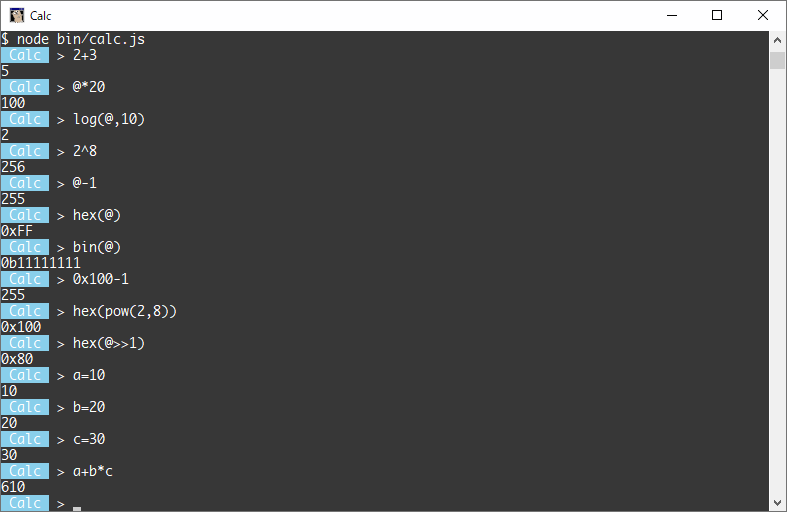 Calc
$ node bin/calc.js
Calc > 2+3
5
Calc > @*20
100
Calc > log(@,10)
2
Calc > 2^8
256
Calc > @-1
255
Calc > hex(@)
0xFF
Calc > bin(@)
0b11111111
Calc > 0x100-1
255
Calc > hex(pow(2,8))
0x100
Calc > hex(@>>1)
0x80
Calc > a=10
10
Calc > b=20
20
Calc > c=30
30
Calc > a+b*c
610
Calc > _